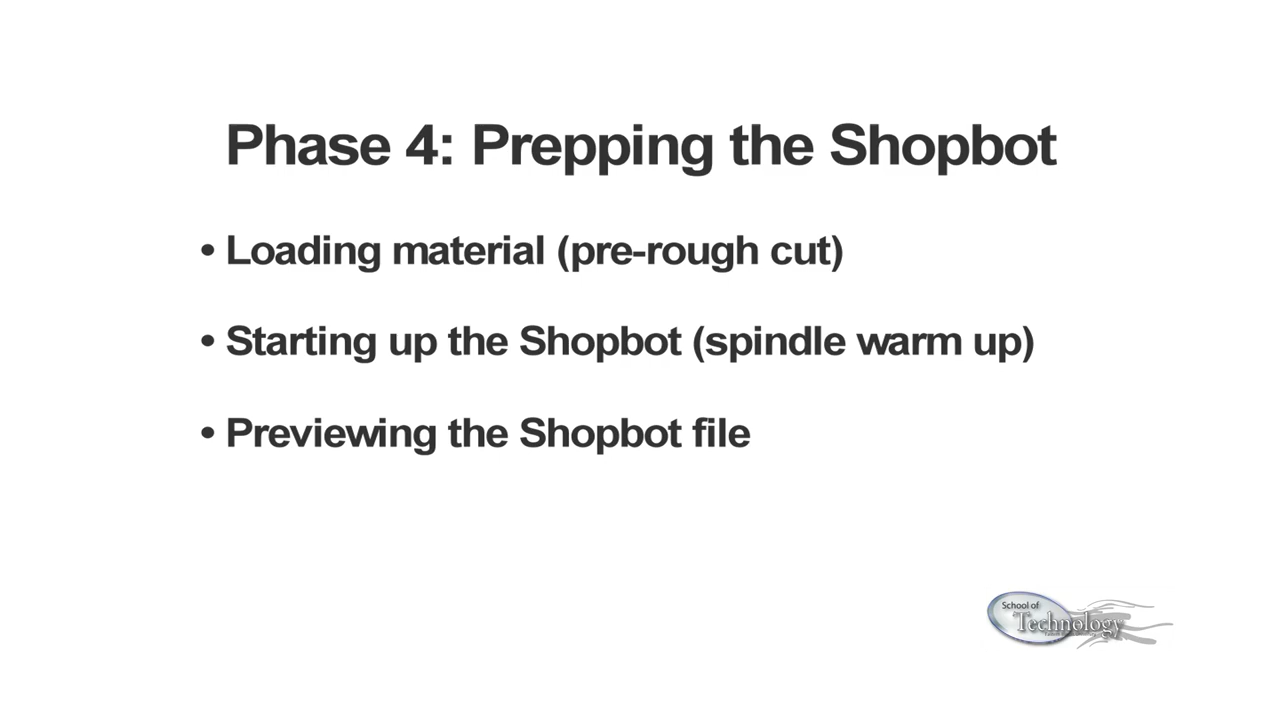 Phase 4: Prepping the Shopbot
• Loading material (pre-rough cut)
• Starting up the Shopbot (spindle warm up)
• Previewing the Shopbot file
School of
Technology